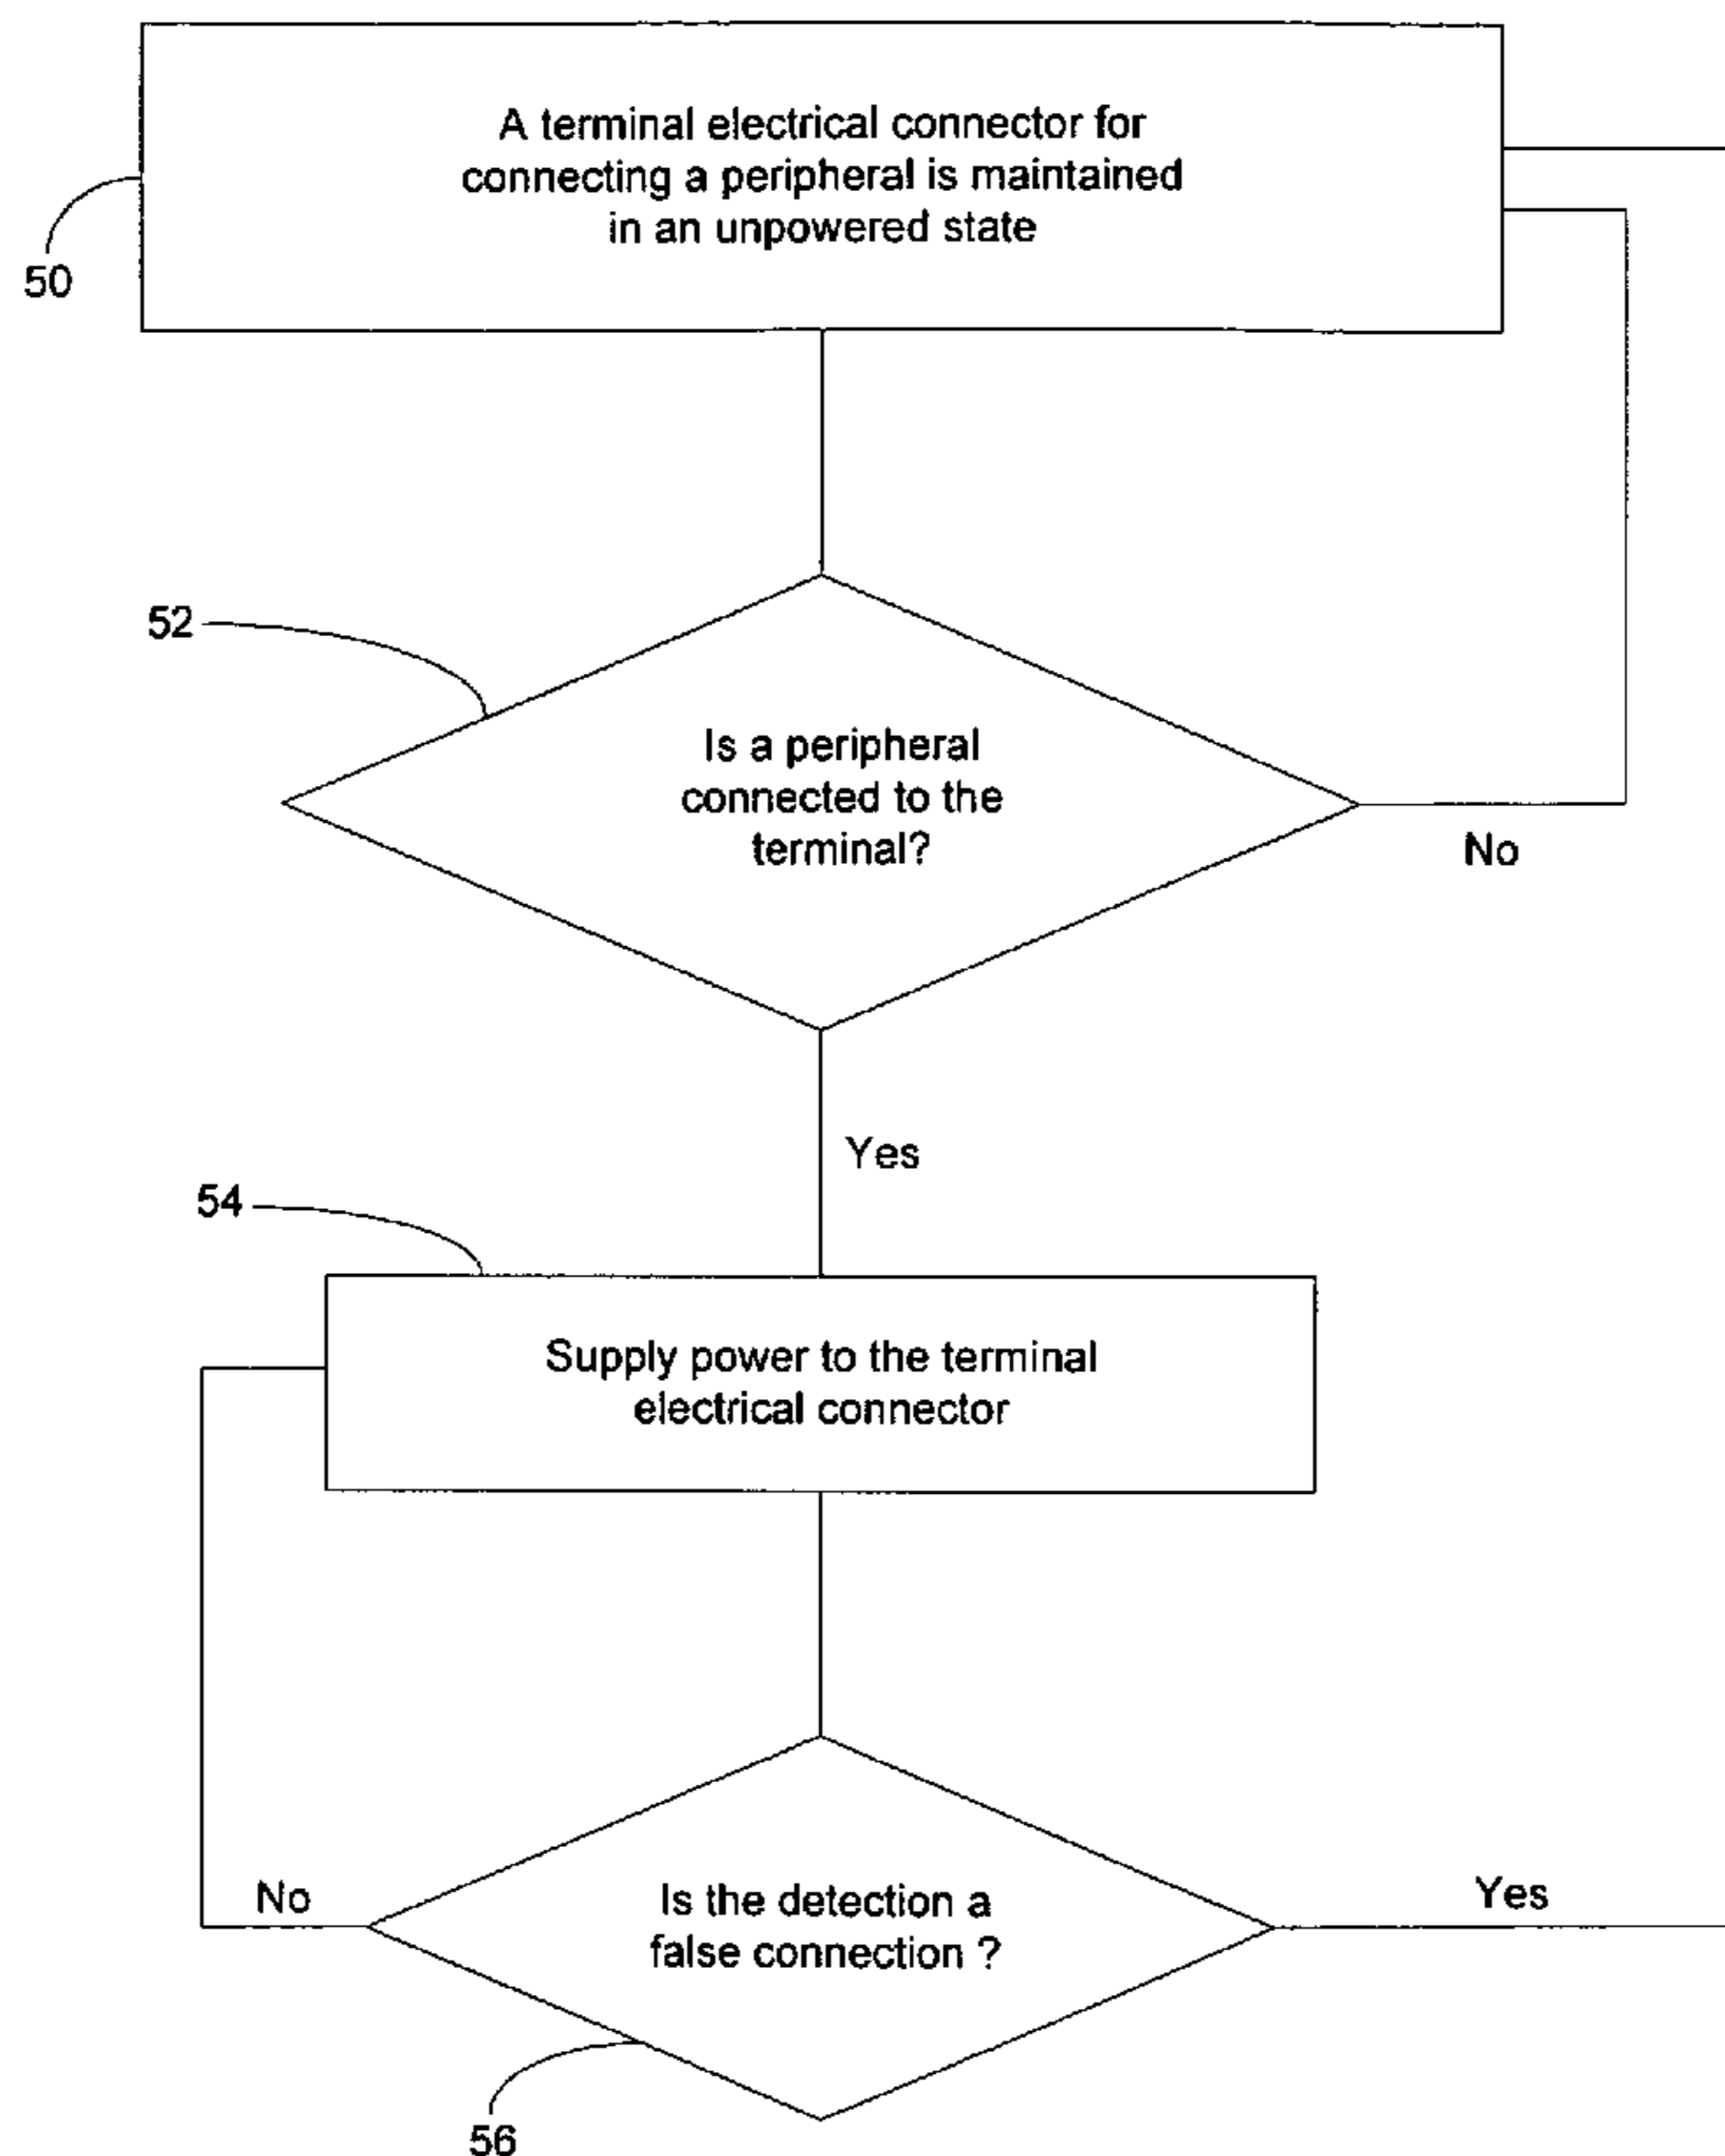 A terminal electrical connector for
connecting a peripheral is maintained
in an unpowered state
50
52
Is a peripheral
connected to the
terminal?
No
Yes
54
Supply power to the terminal
electrical connector
No
Is the detection a
false connection ?
Yes
56